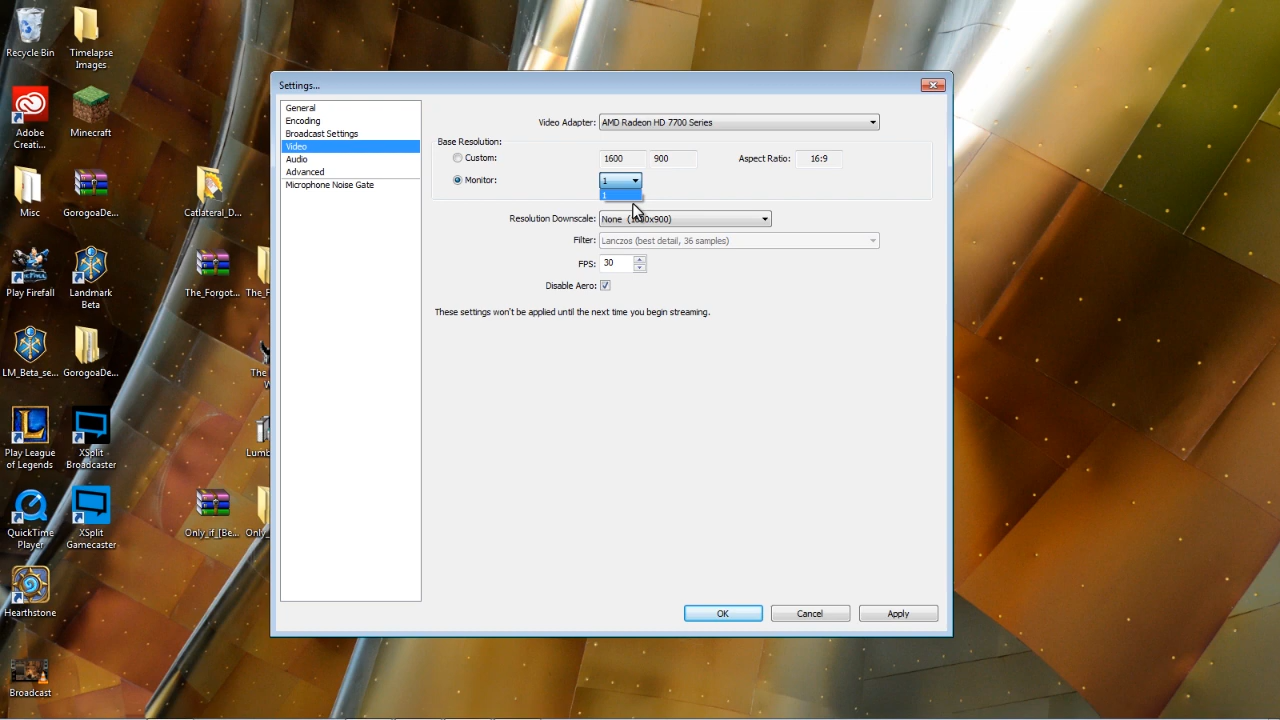 Recycle Bin
Timelapse
Images
Adobe
Creati...
Minecraft
Misc
GorogoaDe...
Catlateral_D...
Play Firefall
Landmark
Beta
The_Forgot...
LM_Beta_se...
GorogoaDe...
The
Play League
of Legends
XSplit
Broadcaster
QuickTime
Player
XSplit
Gamecaster
Only_if_[Be...
Hearthstone
Broadcast
Settings...
General
Encoding
Broadcast Settings
Video
Audio
Advanced
Microphone Noise Gate
Video Adapter: AMD Radeon HD 7700 Series
Base Resolution:
Custom: 1600 900 Aspect Ratio: 16:9
Monitor: 1
1
Resolution Downscale: None (1600x900)
Filter: Lanczos (best detail, 36 samples)
FPS: 30
Disable Aero:
These settings won't be applied until the next time you begin streaming.
OK Cancel Apply